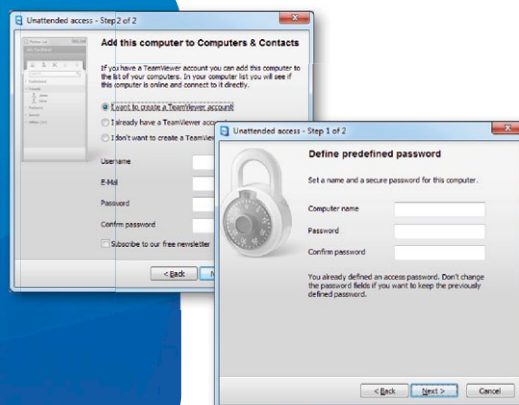 Unattended access - Step 2 of 2
Add this computer to Computers & Contacts
If you have a TeamViewer account you can add this computer to
the list of your computers. In your computer list you will see if
this computer is online and connect to it directly.
I want to create a TeamViewer account
I already have a TeamViewer
I don't want to create a
Username
E-Mail
Password
Confirm password
Subscribe to our free newsletter
< Back
Unattended access - Step 1 of 2
Define predefined password
Set a name and a secure password for this computer.
Computer name
Password
Confirm password
You already defined an access password. Don't change
the password fields if you want to keep the previously
defined password.
< Back
Next >
Cancel